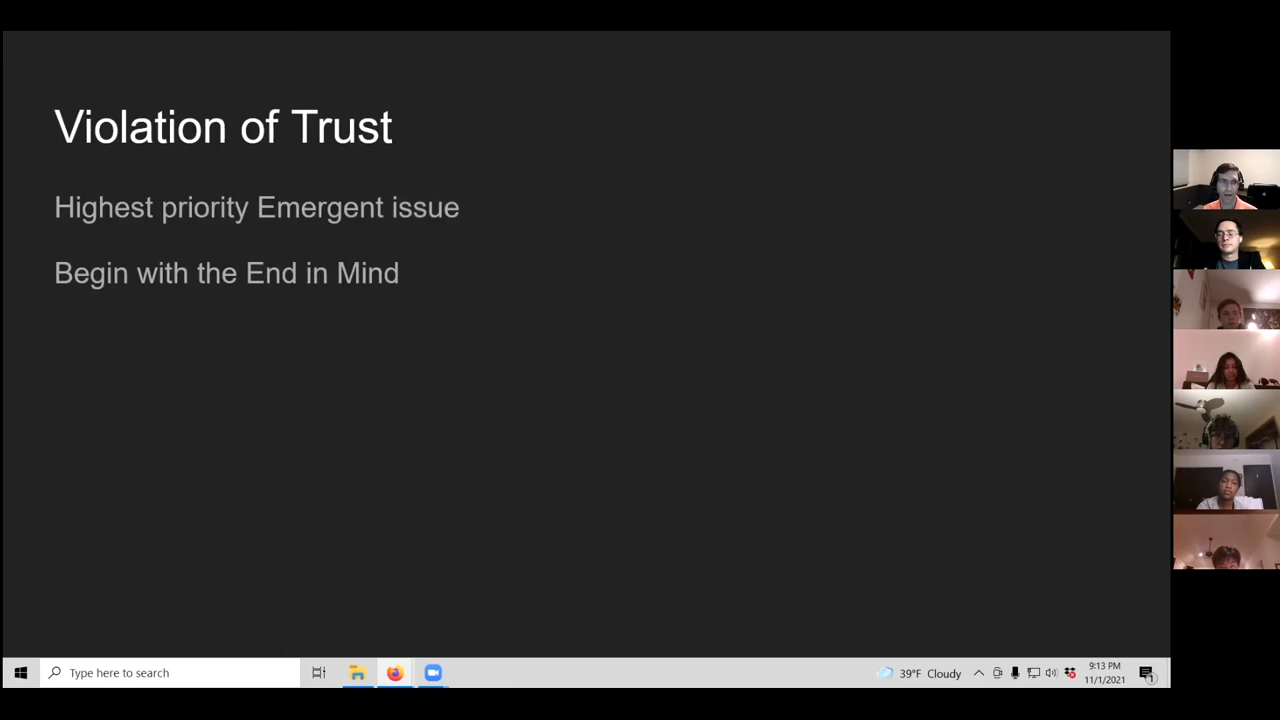 Violation of Trust
Highest priority Emergent issue
Begin with the End in Mind
Type here to search
39°F Cloudy
9:13 PM
11/1/2021
1